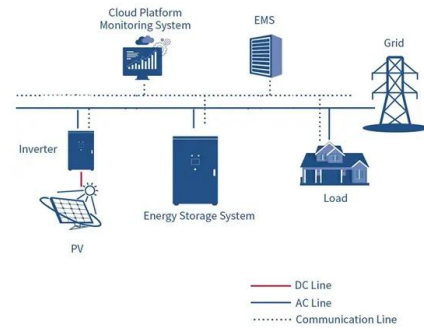 Cloud Platform
Monitoring System
EMS
Grid
Inverter
Energy Storage System
Load
PV
DC Line
AC Line
Communication Line